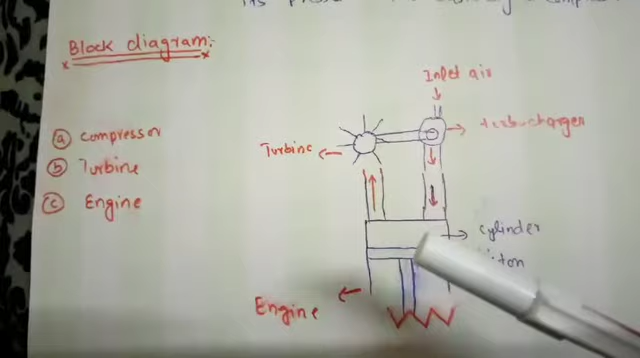 Block diagram:
Inlet air
turbocharger
(a) compressor
Turbine
(b) Turbine
(c) Engine
cylinder
Engine